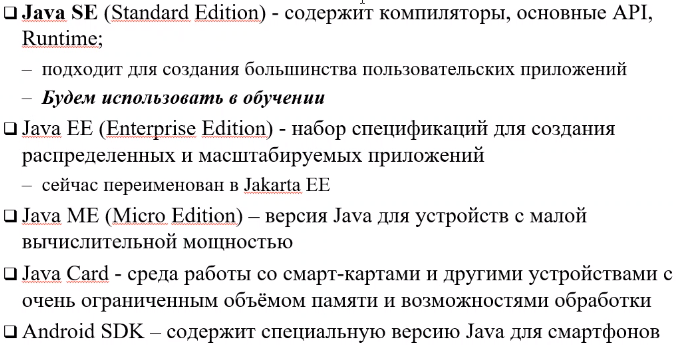 ❑ Java SE (Standard Edition) - содержит компиляторы, основные API,
Runtime;
– подходит для создания большинства пользовательских приложений
– Будем использовать в обучении
❑ Java EE (Enterprise Edition) - набор спецификаций для создания
распределенных и масштабируемых приложений
– сейчас переименован в Jakarta EE
❑ Java ME (Micro Edition) – версия Java для устройств с малой
вычислительной мощностью
❑ Java Card - среда работы со смарт-картами и другими устройствами с
очень ограниченным объёмом памяти и возможностями обработки
❑ Android SDK – содержит специальную версию Java для смартфонов